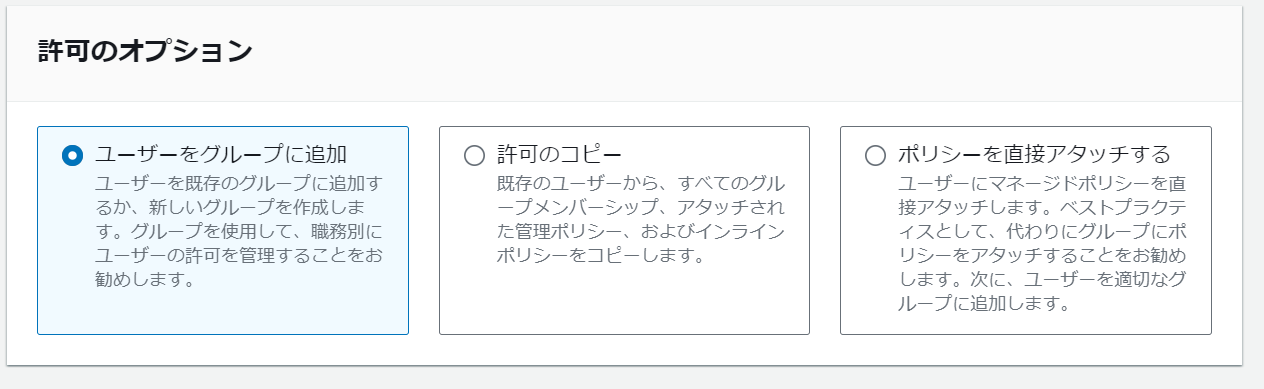 許可のオプション
ユーザーをグループに追加
ユーザーを既存のグループに追加す
るか、新しいグループを作成しま
す。グループを使用して、職務別に
ユーザーの許可を管理することをお
勧めします。
許可のコピー
既存のユーザーから、すべてのグル
ープメンバーシップ、アタッチされ
た管理ポリシー、およびインライン
ポリシーをコピーします。
ポリシーを直接アタッチする
ユーザーにマネージドポリシーを直
接アタッチします。ベストプラクテ
ィスとして、代わりにグループにポ
リシーをアタッチすることをお勧め
します。次に、ユーザーを適切なグ
ループに追加します。